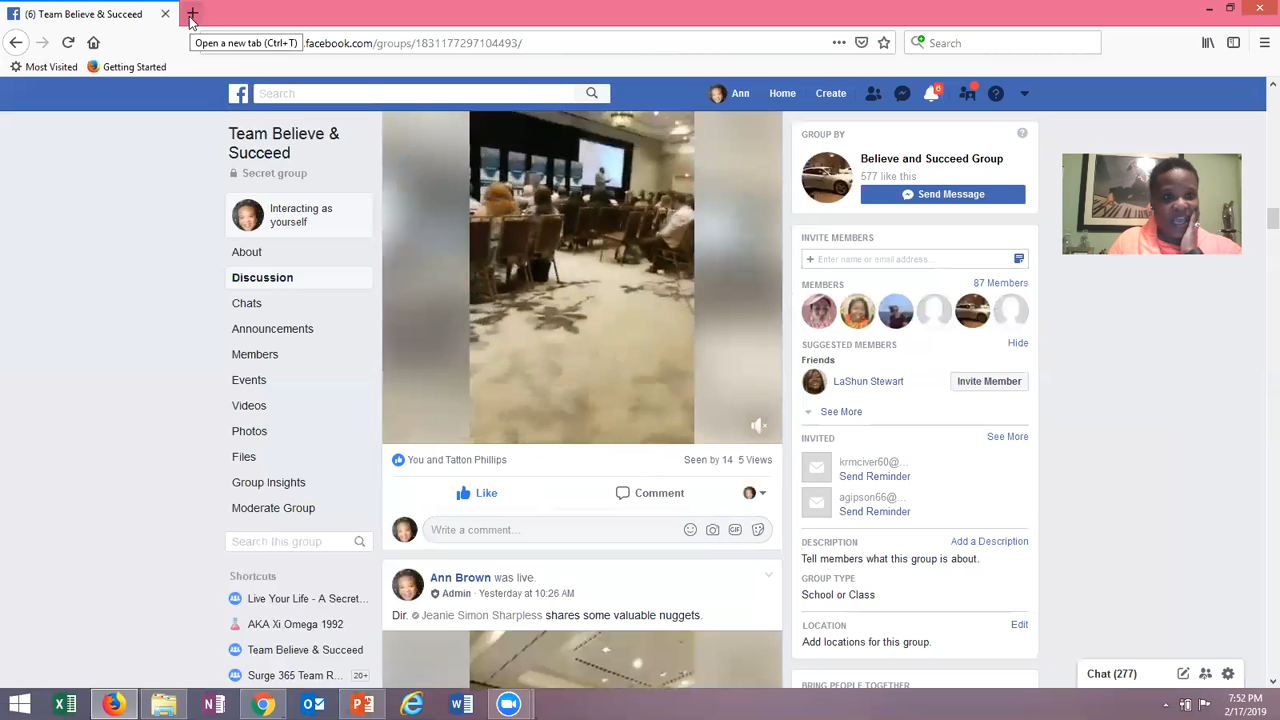 (6) Team Believe & Succeed
Open a new tab (Ctrl+T)
.facebook.com/groups/1831177297104493/
Search
Most Visited
Getting Started
Search
Ann
Home
Create
6
Team Believe &
Succeed
Secret group
Interacting as
yourself
About
Discussion
Chats
Announcements
Members
Events
Videos
Photos
Files
Group Insights
Moderate Group
Search this group
Shortcuts
Live Your Life - A Secret...
AKA Xi Omega 1992
Team Believe & Succeed
Surge 365 Team R...
20+
You and Tatton Phillips
Seen by 14 5 Views
Like
Comment
Write a comment...
GIF
Ann Brown was live.
Admin · Yesterday at 10:26 AM
Dir. Jeanie Simon Sharpless shares some valuable nuggets.
GROUP BY
Believe and Succeed Group
577 like this
Send Message
INVITE MEMBERS
+ Enter name or email address...
MEMBERS
87 Members
SUGGESTED MEMBERS
Hide
Friends
LaShun Stewart
Invite Member
See More
INVITED
See More
krmciver60@...
Send Reminder
agipson66@...
Send Reminder
DESCRIPTION
Add a Description
Tell members what this group is about.
GROUP TYPE
School or Class
LOCATION
Edit
Add locations for this group.
BRING PEOPLE TOGETHER
Chat (277)
7:52 PM
2/17/2019